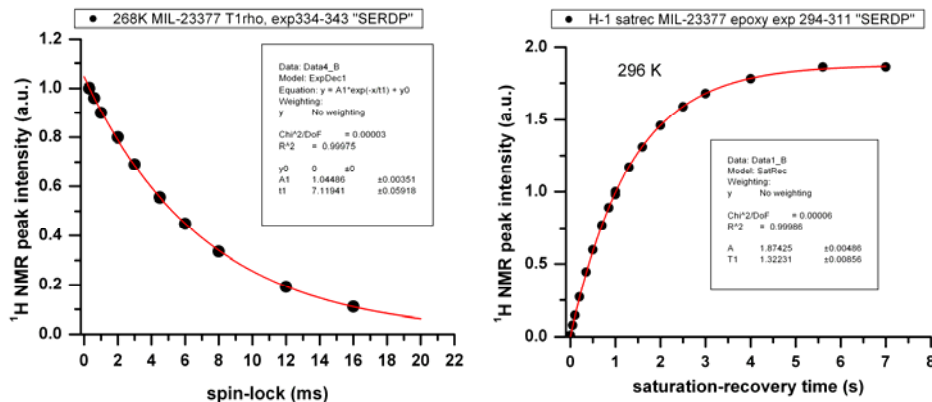 268K MIL-23377 T1rho, exp334-343 "SERDP"
1.2
1.0
0.8
0.6
0.4
0.2
0.0
¹H NMR peak intensity (a.u.)
Data: Data4_B
Model: ExpDec1
Equation: y = A1*exp(-x/t1) + y0
Weighting:
y No weighting
Chi^2/DoF = 0.00003
R^2 = 0.99975
y0 0 ±0
A1 1.04486 ±0.00351
t1 7.11941 ±0.05918
0 2 4 6 8 10 12 14 16 18 20 22
spin-lock (ms)
H-1 satrec MIL-23377 epoxy exp 294-311 "SERDP"
2.0
1.5
1.0
0.5
0.0
¹H NMR peak intensity (a.u.)
296 K
Data: Data1_B
Model: SatRec
Weighting:
y No weighting
Chi^2/DoF = 0.00006
R^2 = 0.99986
A 1.87425 ±0.00486
T1 1.32231 ±0.00856
0 1 2 3 4 5 6 7 8
saturation-recovery time (s)